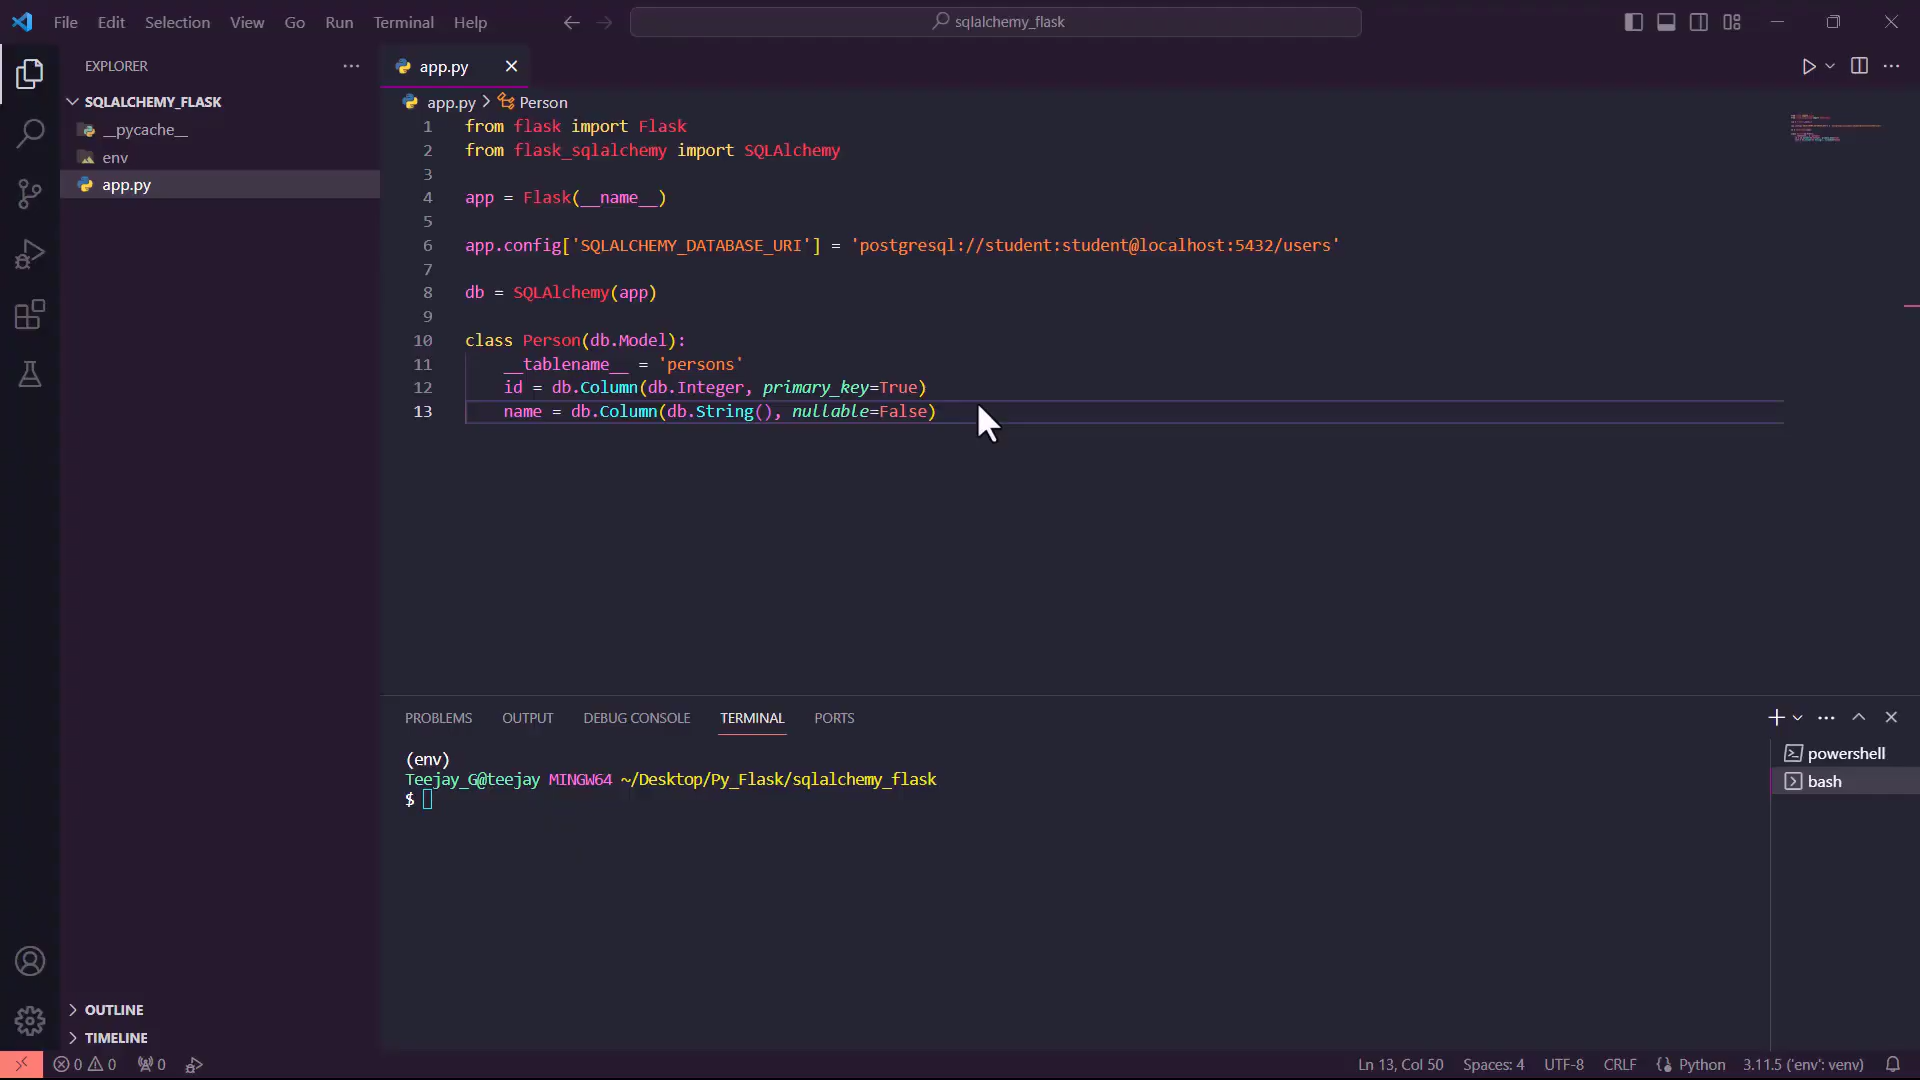 File Edit Selection View Go Run Terminal Help
sqlalchemy_flask
EXPLORER
SQLALCHEMY_FLASK
__pycache__
env
app.py
app.py
app.py > Person
1 from flask import Flask
2 from flask_sqlalchemy import SQLAlchemy
3
4 app = Flask(__name__)
5
6 app.config['SQLALCHEMY_DATABASE_URI'] = 'postgresql://student:student@localhost:5432/users'
7
8 db = SQLAlchemy(app)
9
10 class Person(db.Model):
11 __tablename__ = 'persons'
12 id = db.Column(db.Integer, primary_key=True)
13 name = db.Column(db.String(), nullable=False)
PROBLEMS OUTPUT DEBUG CONSOLE TERMINAL PORTS
(env)
Teejay_G@teejay MINGW64 ~/Desktop/Py_Flask/sqlalchemy_flask
$
powershell
bash
OUTLINE
TIMELINE
0 0 0
Ln 13, Col 50 Spaces: 4 UTF-8 CRLF Python 3.11.5 ('env': venv)